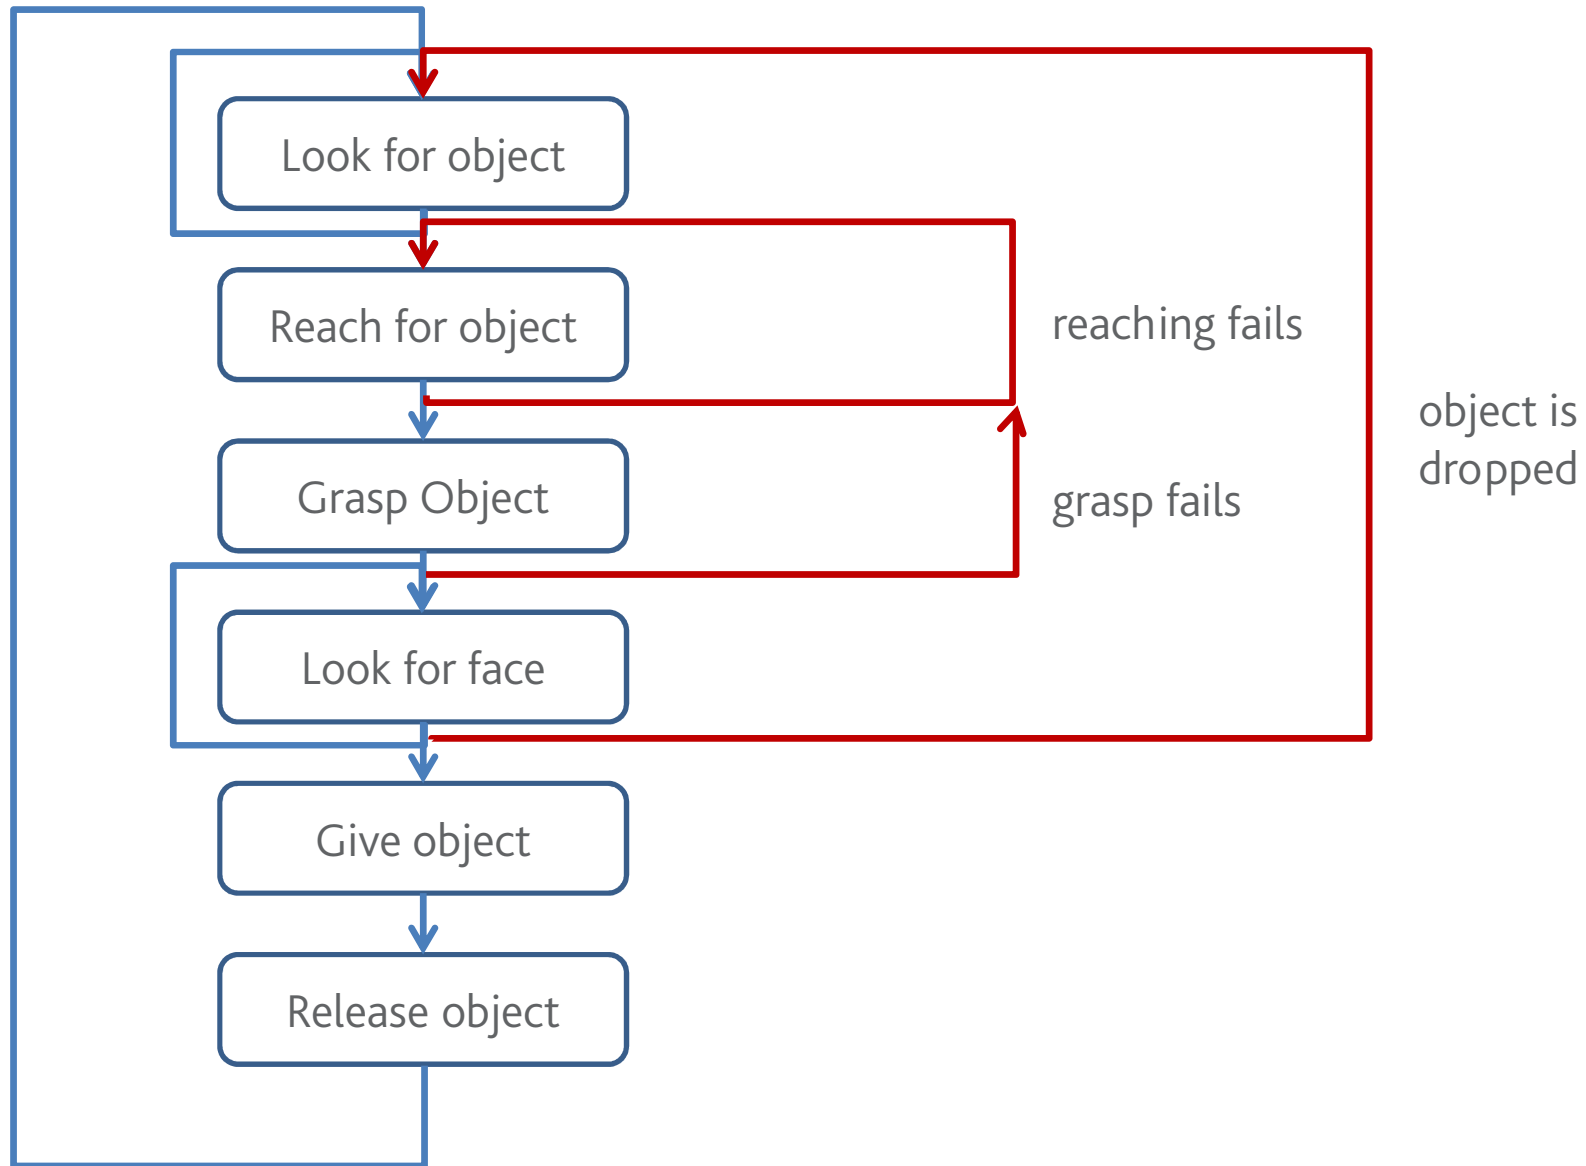 Look for object
Reach for object
reaching fails
object is
dropped
Grasp Object
grasp fails
Look for face
Give object
Release object